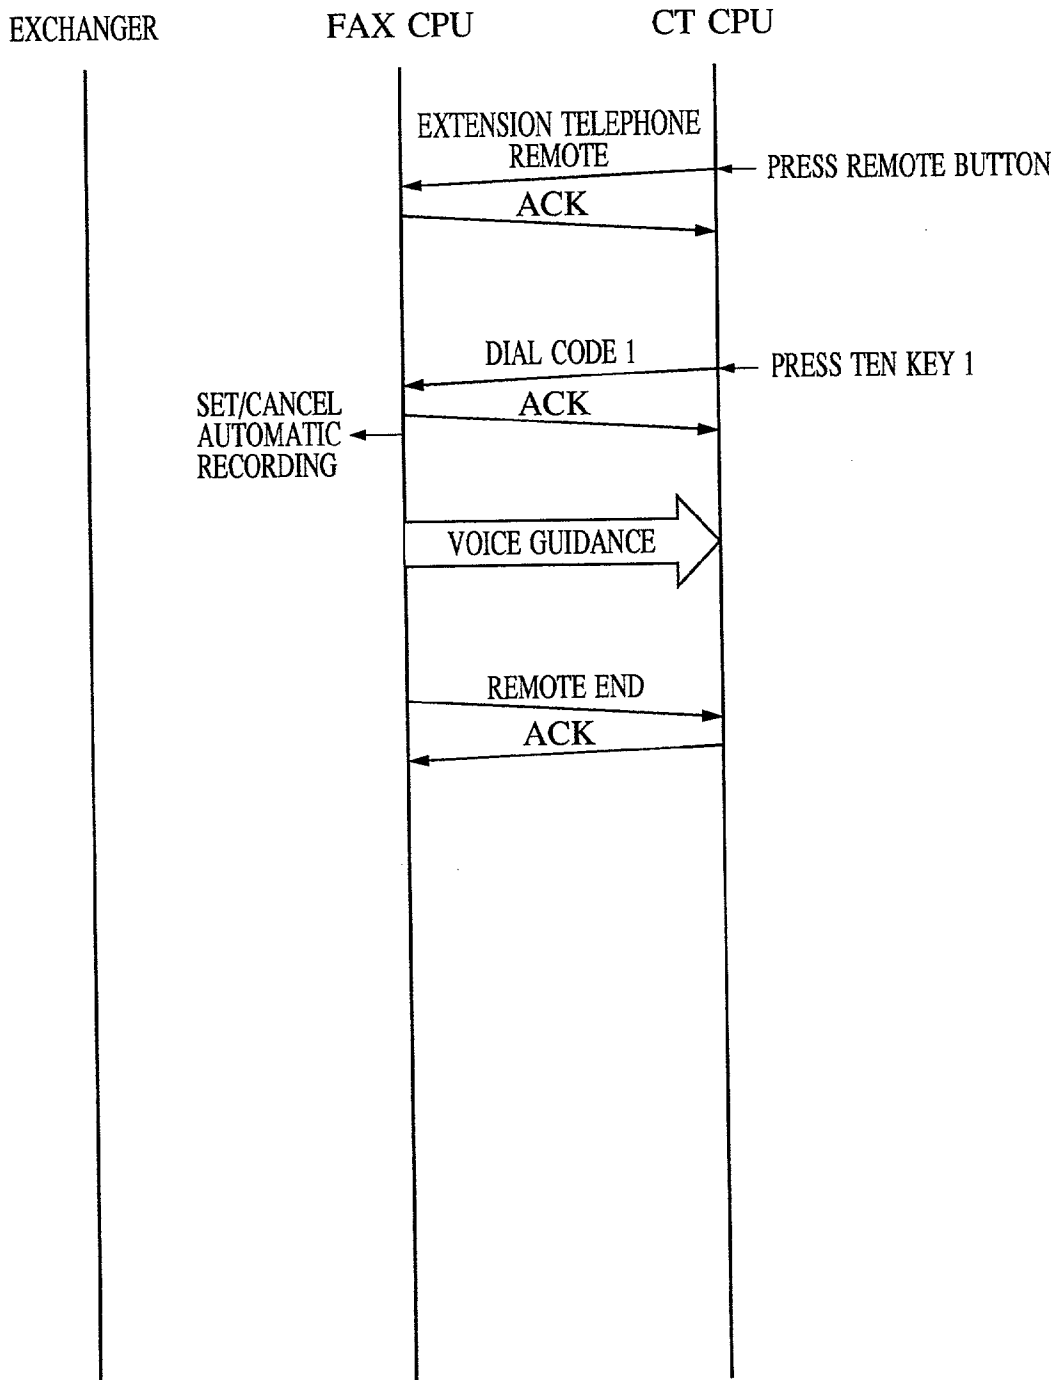 EXCHANGER
FAX CPU
CT CPU
EXTENSION TELEPHONE
REMOTE
PRESS REMOTE BUTTON
ACK
DIAL CODE 1
PRESS TEN KEY 1
ACK
SET/CANCEL
AUTOMATIC
RECORDING
VOICE GUIDANCE
REMOTE END
ACK